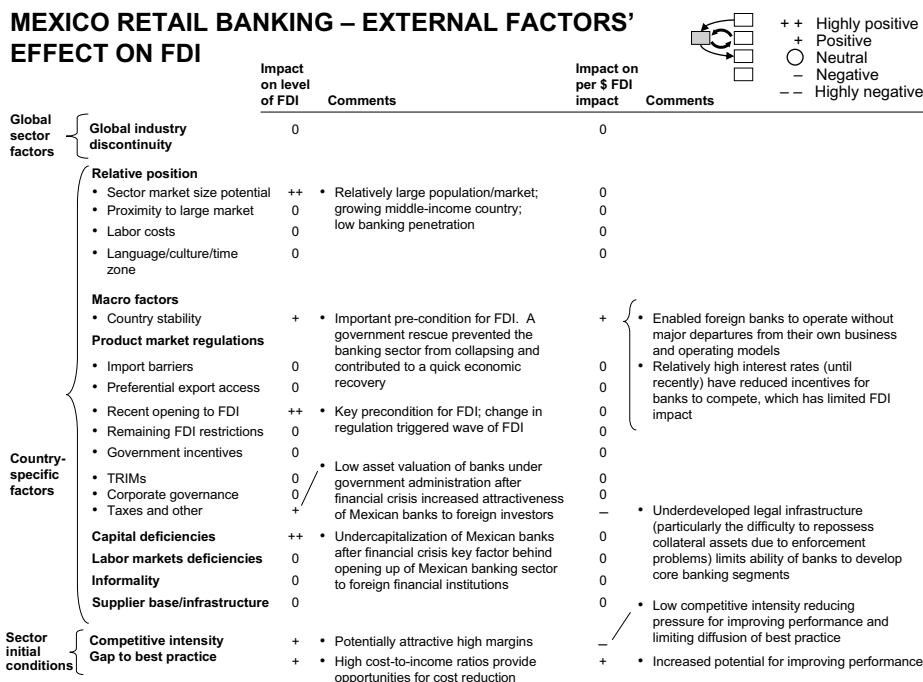 MEXICO RETAIL BANKING – EXTERNAL FACTORS'
EFFECT ON FDI
+ + Highly positive
+ Positive
Neutral
– Negative
– – Highly negative
Impact
on level
of FDI
Comments
Impact on
per $ FDI
impact
Comments
Global
sector
factors
Global industry
discontinuity
0
0
Country-
specific
factors
Relative position
• Sector market size potential ++ 0
• Relatively large population/market;
growing middle-income country;
low banking penetration
• Proximity to large market 0 0
• Labor costs 0 0
• Language/culture/time
zone
0 0
Macro factors
• Country stability + +
• Important pre-condition for FDI. A
government rescue prevented the
banking sector from collapsing and
contributed to a quick economic
recovery
• Enabled foreign banks to operate without
major departures from their own business
and operating models
• Relatively high interest rates (until
recently) have reduced incentives for
banks to compete, which has limited FDI
impact
Product market regulations
• Import barriers 0 0
• Preferential export access 0 0
• Recent opening to FDI ++ 0
• Key precondition for FDI; change in
regulation triggered wave of FDI
• Remaining FDI restrictions 0 0
• Government incentives 0 0
• TRIMs 0 0
• Corporate governance 0 0
• Taxes and other + –
• Low asset valuation of banks under
government administration after
financial crisis increased attractiveness
of Mexican banks to foreign investors
• Underdeveloped legal infrastructure
(particularly the difficulty to repossess
collateral assets due to enforcement
problems) limits ability of banks to develop
core banking segments
Capital deficiencies ++ 0
• Undercapitalization of Mexican banks
after financial crisis key factor behind
opening up of Mexican banking sector
to foreign financial institutions
Labor markets deficiencies 0 0
Informality 0 0
Supplier base/infrastructure 0 0
Sector
initial
conditions
Competitive intensity + –
• Potentially attractive high margins
• Low competitive intensity reducing
pressure for improving performance and
limiting diffusion of best practice
Gap to best practice + +
• High cost-to-income ratios provide
opportunities for cost reduction
• Increased potential for improving performance